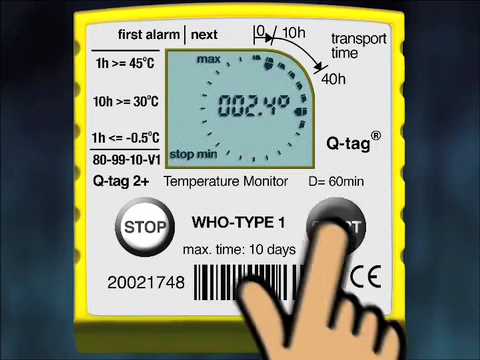 first alarm | next
0 / 10h
transport
time
40h
1h >= 45°C
10h >= 30°C
1h <= -0.5°C
80-99-10-V1
max
002.4°
stop min
Q-tag®
Q-tag 2+ Temperature Monitor D= 60min
STOP
WHO-TYPE 1
max. time: 10 days
20021748
CE